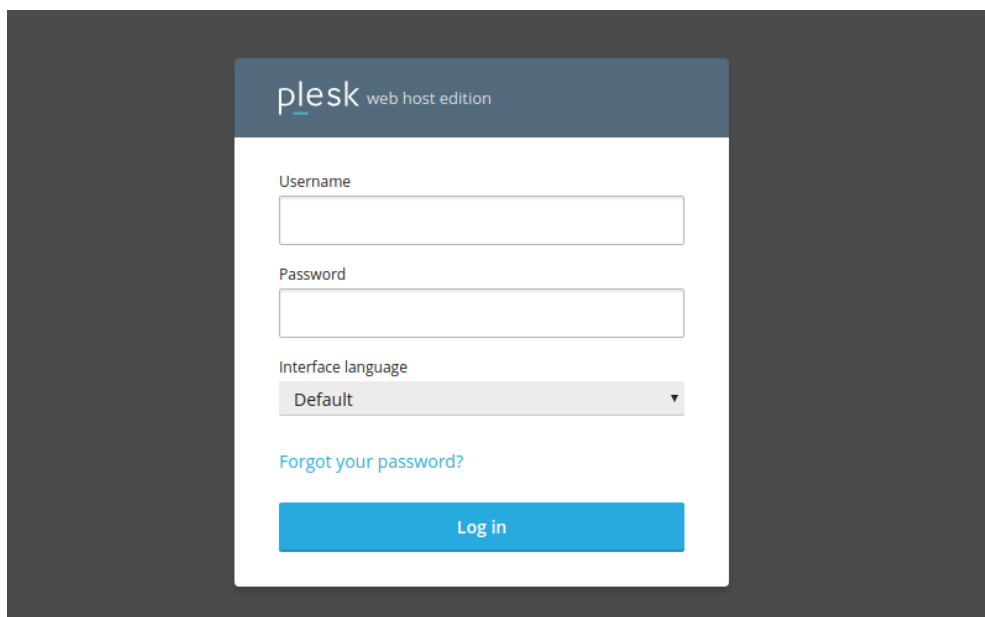 plesk web host edition
Username
Password
Interface language
Default
Forgot your password?
Log in